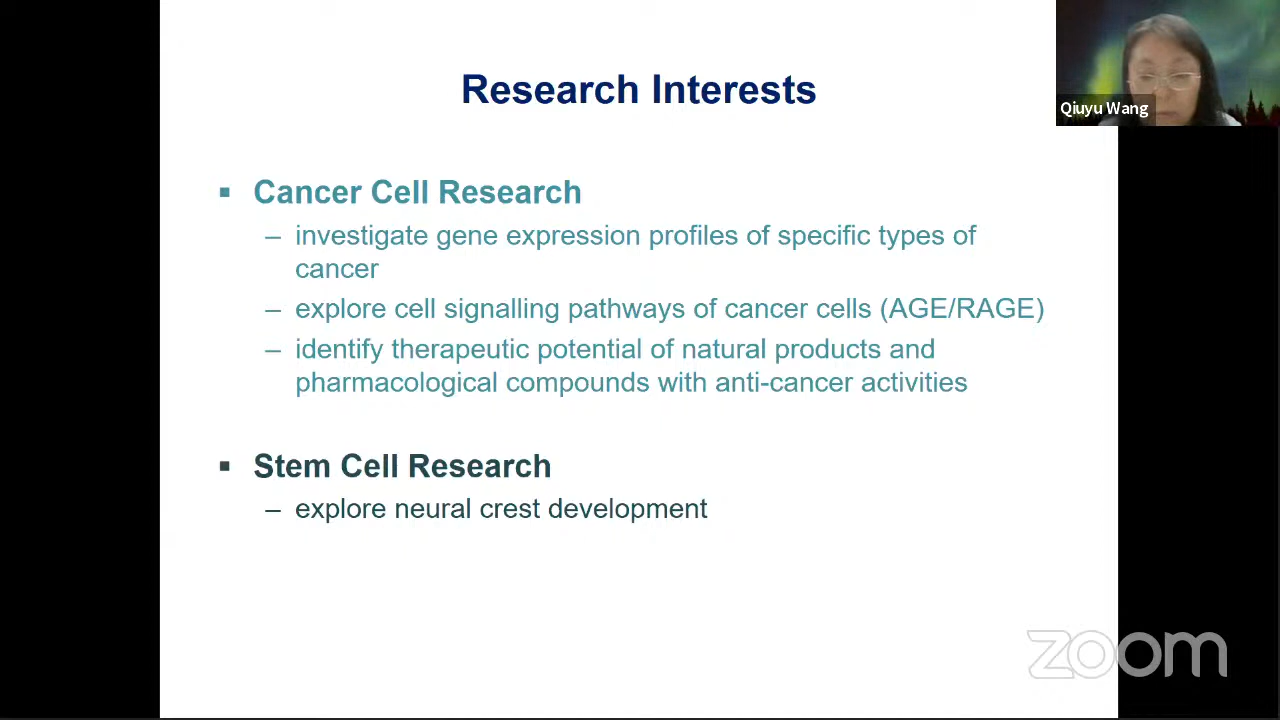 Research Interests
Qiuyu Wang
▪ Cancer Cell Research
– investigate gene expression profiles of specific types of
cancer
– explore cell signalling pathways of cancer cells (AGE/RAGE)
– identify therapeutic potential of natural products and
pharmacological compounds with anti-cancer activities
▪ Stem Cell Research
– explore neural crest development
zoom